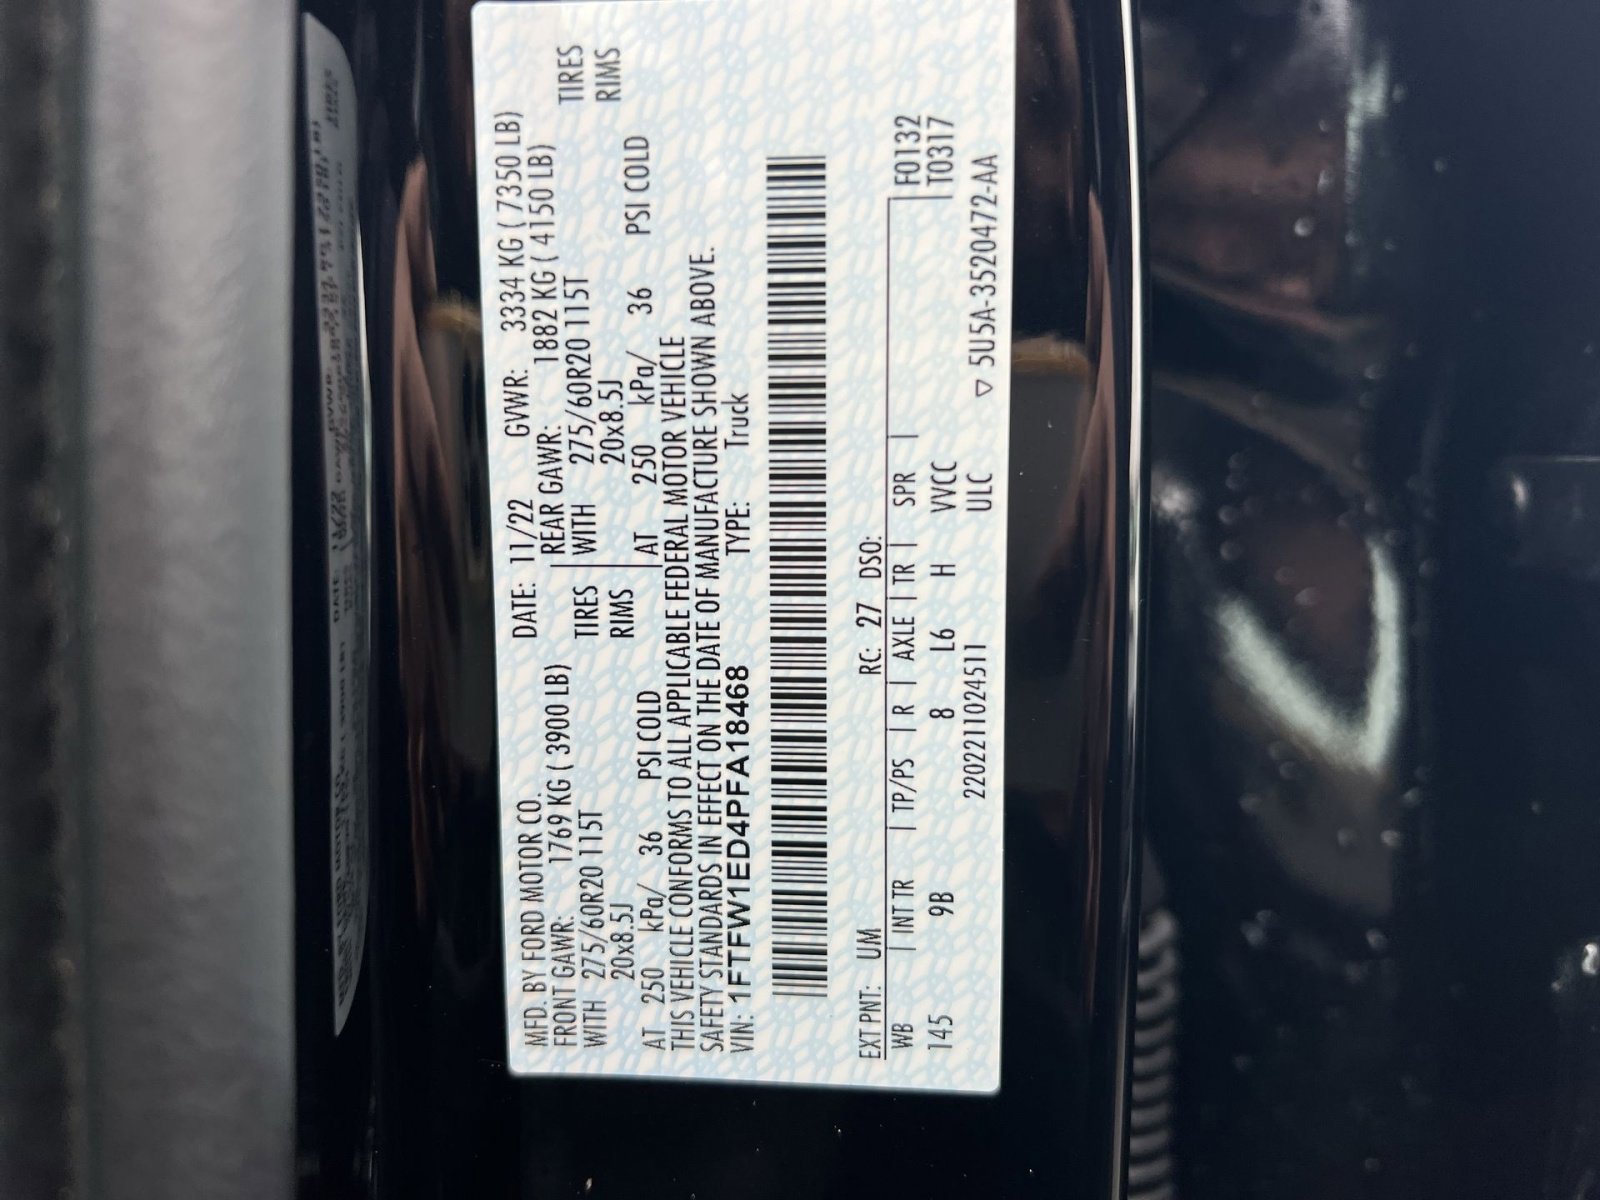 MFD. BY FORD MOTOR CO. DATE: 11/22 GVWR: 3334 KG ( 7350 LB)
FRONT GAWR: 1769 KG ( 3900 LB) REAR GAWR: 1882 KG ( 4150 LB)
WITH 275/60R20 115T TIRES WITH 275/60R20 115T TIRES
20x8.5J RIMS 20x8.5J RIMS
AT 250 kPa/ 36 PSI COLD AT 250 kPa/ 36 PSI COLD
THIS VEHICLE CONFORMS TO ALL APPLICABLE FEDERAL MOTOR VEHICLE
SAFETY STANDARDS IN EFFECT ON THE DATE OF MANUFACTURE SHOWN ABOVE.
VIN: 1FTFW1ED4PFA18468 TYPE: Truck
EXT PNT: UM RC: 27 DSO:
WB | INT TR | TP/PS | R | AXLE | TR | SPR | F0132
145 9B 8 L6 H VVCC T0317
2202211024511 ULC ▽ 5U5A-3520472-AA